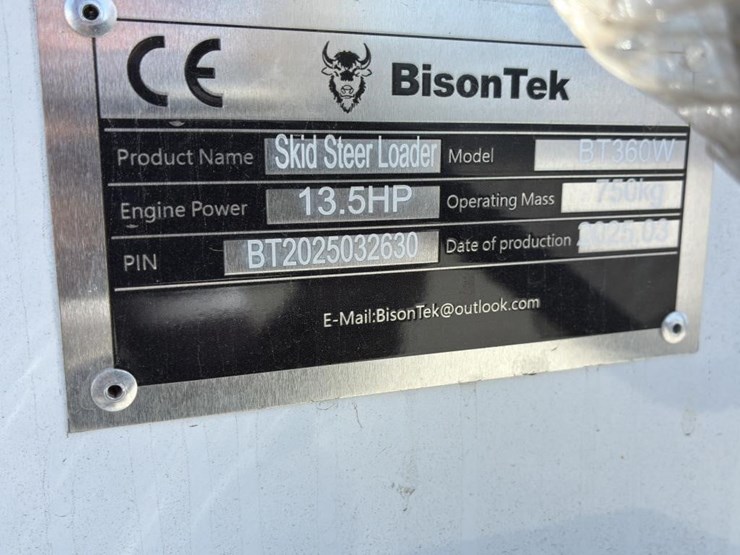 CE BisonTek
Product Name Skid Steer Loader Model BT360W
Engine Power 13.5HP Operating Mass 750kg
PIN BT2025032630 Date of production 2025.03
E-Mail:BisonTek@outlook.com